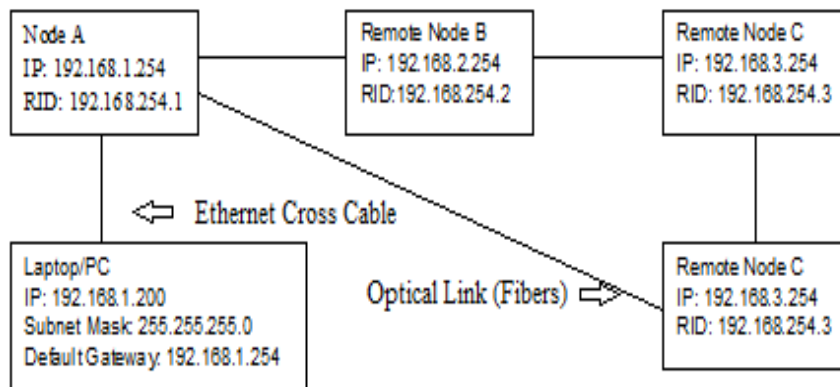 Node A
IP: 192.168.1.254
RID: 192.168.254.1
Remote Node B
IP: 192.168.2.254
RID:192.168.254.2
Remote Node C
IP: 192.168.3.254
RID: 192.168.254.3
Ethernet Cross Cable
Laptop/PC
IP: 192.168.1.200
Subnet Mask: 255.255.255.0
Default Gateway: 192.168.1.254
Optical Link (Fibers)
Remote Node C
IP: 192.168.3.254
RID: 192.168.254.3